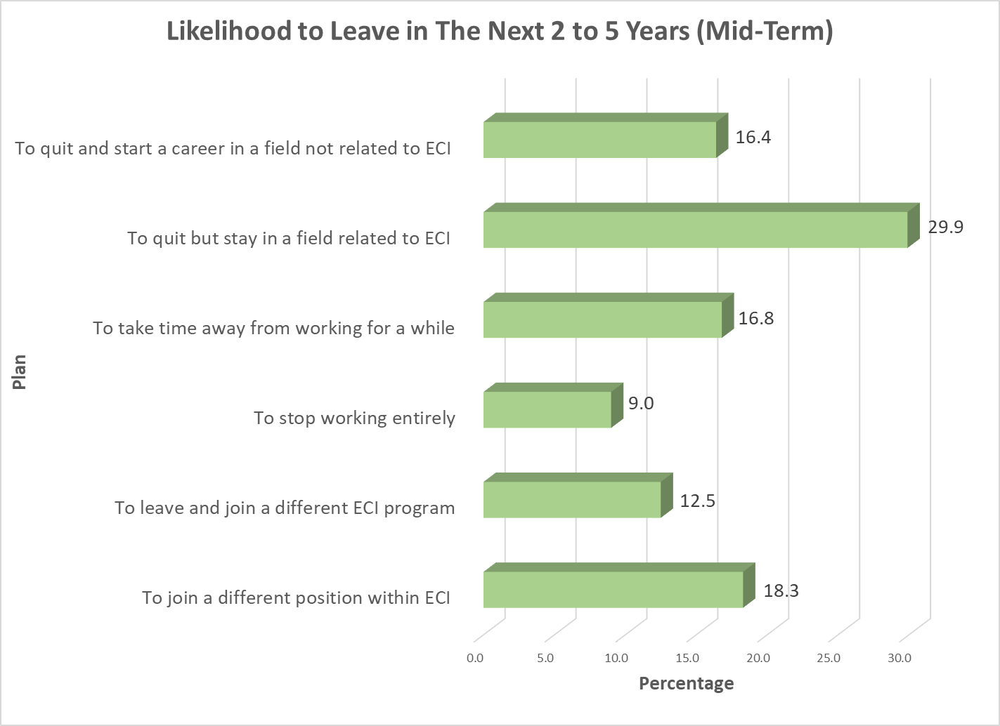 Likelihood to Leave in The Next 2 to 5 Years (Mid-Term)
To quit and start a career in a field not related to ECI
16.4
To quit but stay in a field related to ECI
29.9
To take time away from working for a while
16.8
Plan
To stop working entirely
9.0
To leave and join a different ECI program
12.5
To join a different position within ECI
18.3
0.0 5.0 10.0 15.0 20.0 25.0 30.0
Percentage